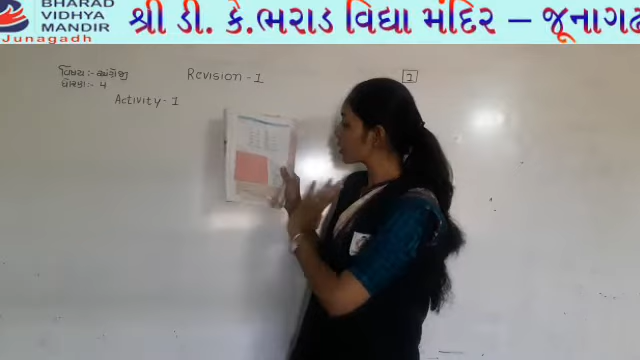 BHARAD
VIDHYA
MANDIR
Junagadh
શ્રી ડી. કે.ભરાડ વિદ્યા મંદિર – જૂનાગઢ
વિષય :- અંગ્રેજી
ધોરણ :- 4
Revision - 1
1
Activity - 1